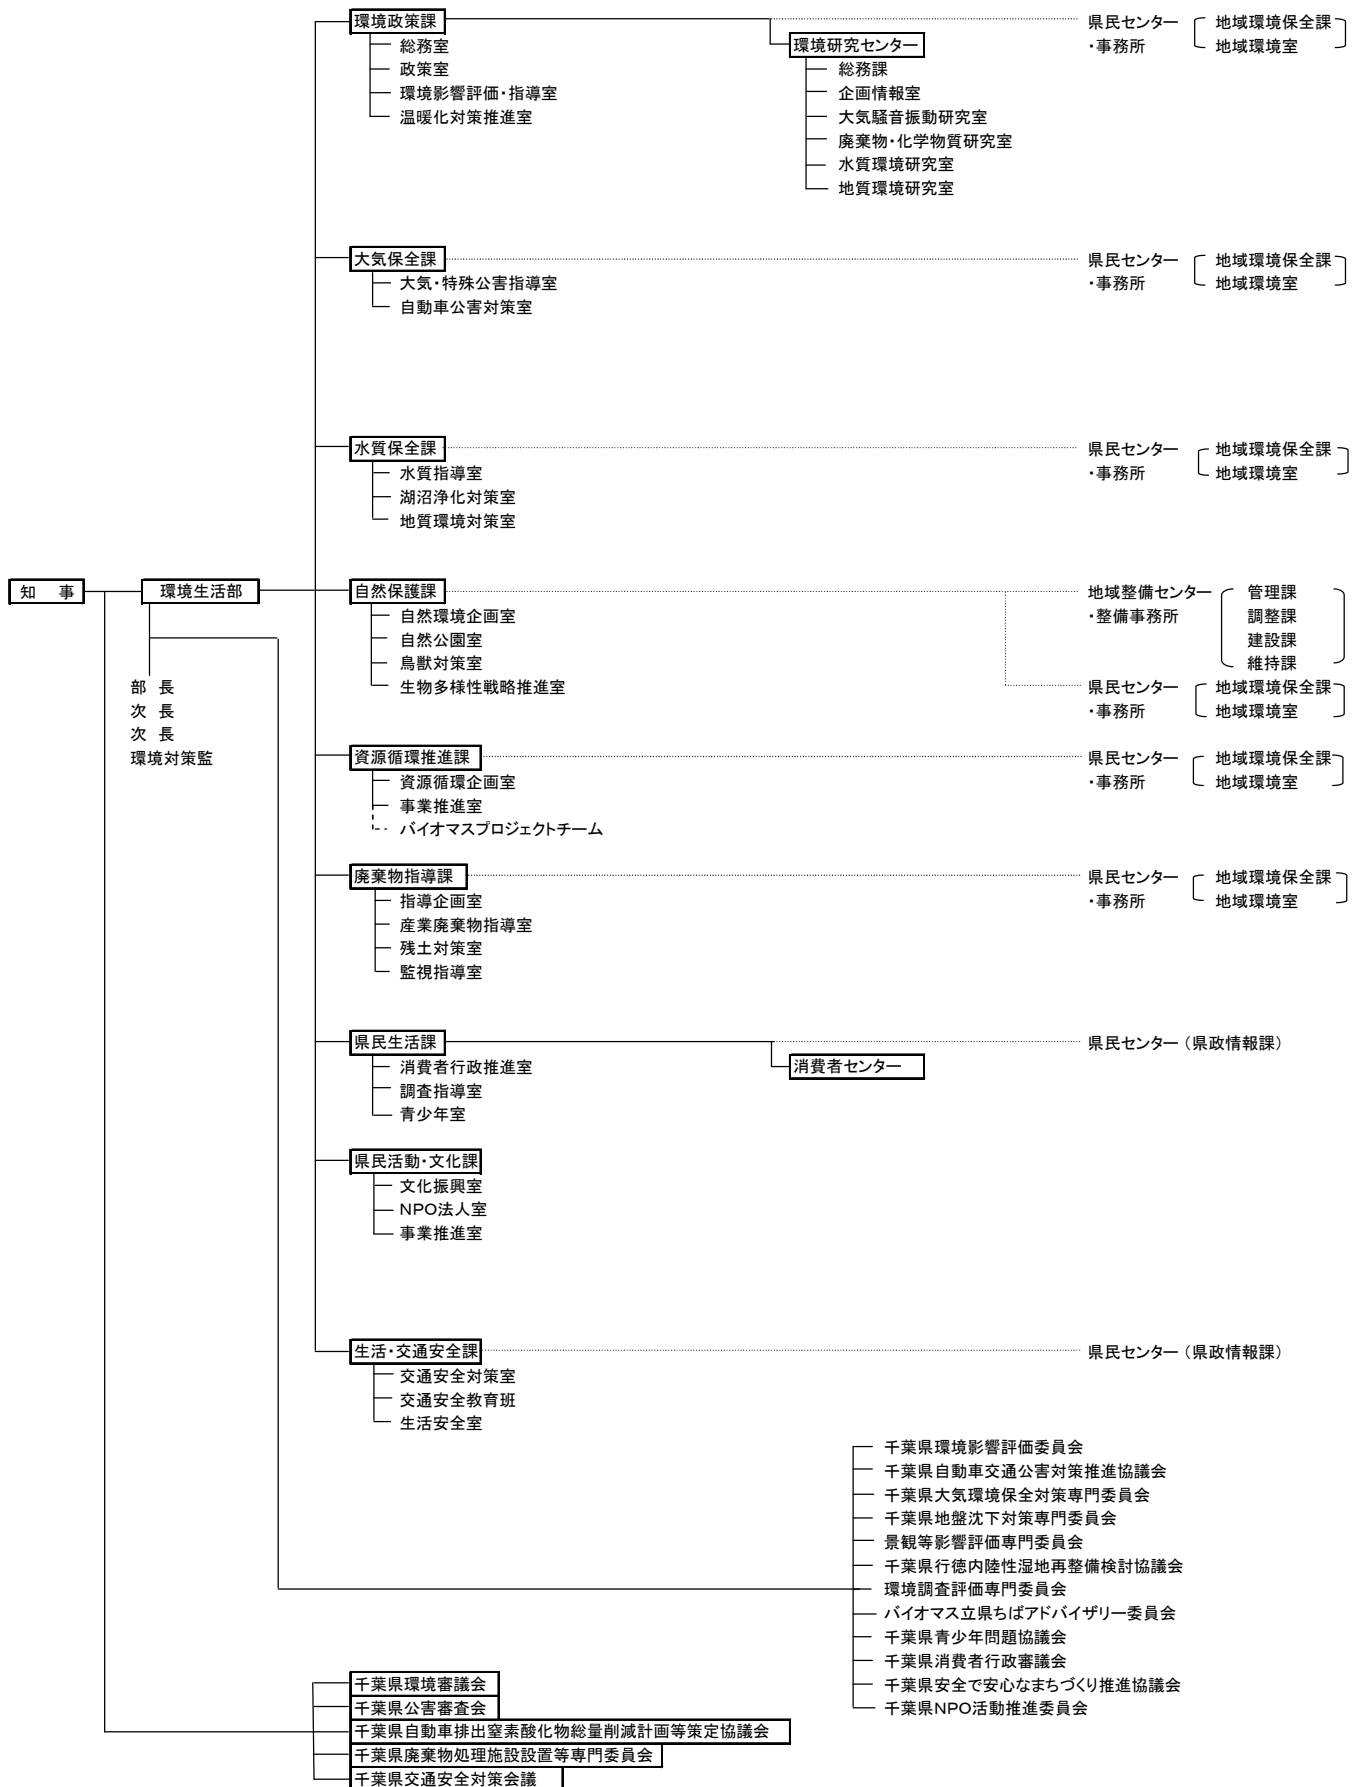 環境政策課
総務室
政策室
環境影響評価・指導室
温暖化対策推進室
環境研究センター
総務課
企画情報室
大気騒音振動研究室
廃棄物・化学物質研究室
水質環境研究室
地質環境研究室
県民センター 地域環境保全課
・事務所 地域環境室
大気保全課
大気・特殊公害指導室
自動車公害対策室
県民センター 地域環境保全課
・事務所 地域環境室
水質保全課
水質指導室
湖沼浄化対策室
地質環境対策室
県民センター 地域環境保全課
・事務所 地域環境室
知 事
環境生活部
部 長
次 長
次 長
環境対策監
自然保護課
自然環境企画室
自然公園室
鳥獣対策室
生物多様性戦略推進室
地域整備センター 管理課
・整備事務所 調整課
建設課
維持課
県民センター 地域環境保全課
・事務所 地域環境室
資源循環推進課
資源循環企画室
事業推進室
バイオマスプロジェクトチーム
県民センター 地域環境保全課
・事務所 地域環境室
廃棄物指導課
指導企画室
産業廃棄物指導室
残土対策室
監視指導室
県民センター 地域環境保全課
・事務所 地域環境室
県民生活課
消費者行政推進室
調査指導室
青少年室
消費者センター
県民センター（県政情報課）
県民活動・文化課
文化振興室
NPO法人室
事業推進室
生活・交通安全課
交通安全対策室
交通安全教育班
生活安全室
県民センター（県政情報課）
千葉県環境影響評価委員会
千葉県自動車交通公害対策推進協議会
千葉県大気環境保全対策専門委員会
千葉県地盤沈下対策専門委員会
景観等影響評価専門委員会
千葉県行徳内陸性湿地再整備検討協議会
環境調査評価専門委員会
バイオマス立県ちばアドバイザリー委員会
千葉県青少年問題協議会
千葉県消費者行政審議会
千葉県安全で安心なまちづくり推進協議会
千葉県NPO活動推進委員会
千葉県環境審議会
千葉県公害審査会
千葉県自動車排出窒素酸化物総量削減計画等策定協議会
千葉県廃棄物処理施設設置等専門委員会
千葉県交通安全対策会議